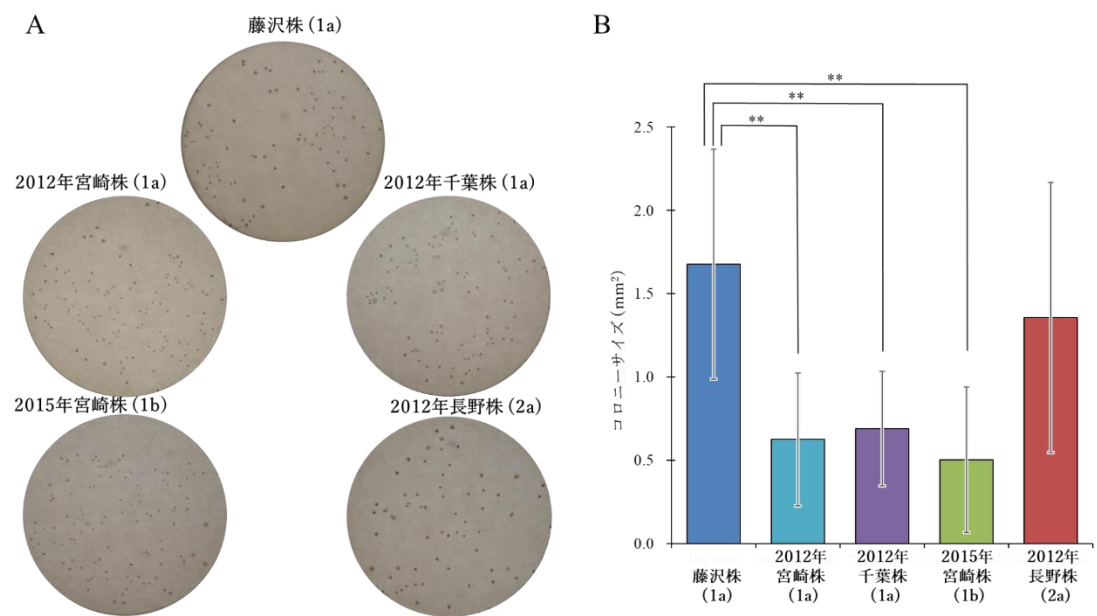 A
藤沢株 (1a)
2012年宮崎株 (1a)
2012年千葉株 (1a)
2015年宮崎株 (1b)
2012年長野株 (2a)
B
**
**
**
2.5
2.0
1.5
1.0
0.5
0.0
コロニーサイズ (mm²)
藤沢株
(1a)
2012年
宮崎株
(1a)
2012年
千葉株
(1a)
2015年
宮崎株
(1b)
2012年
長野株
(2a)